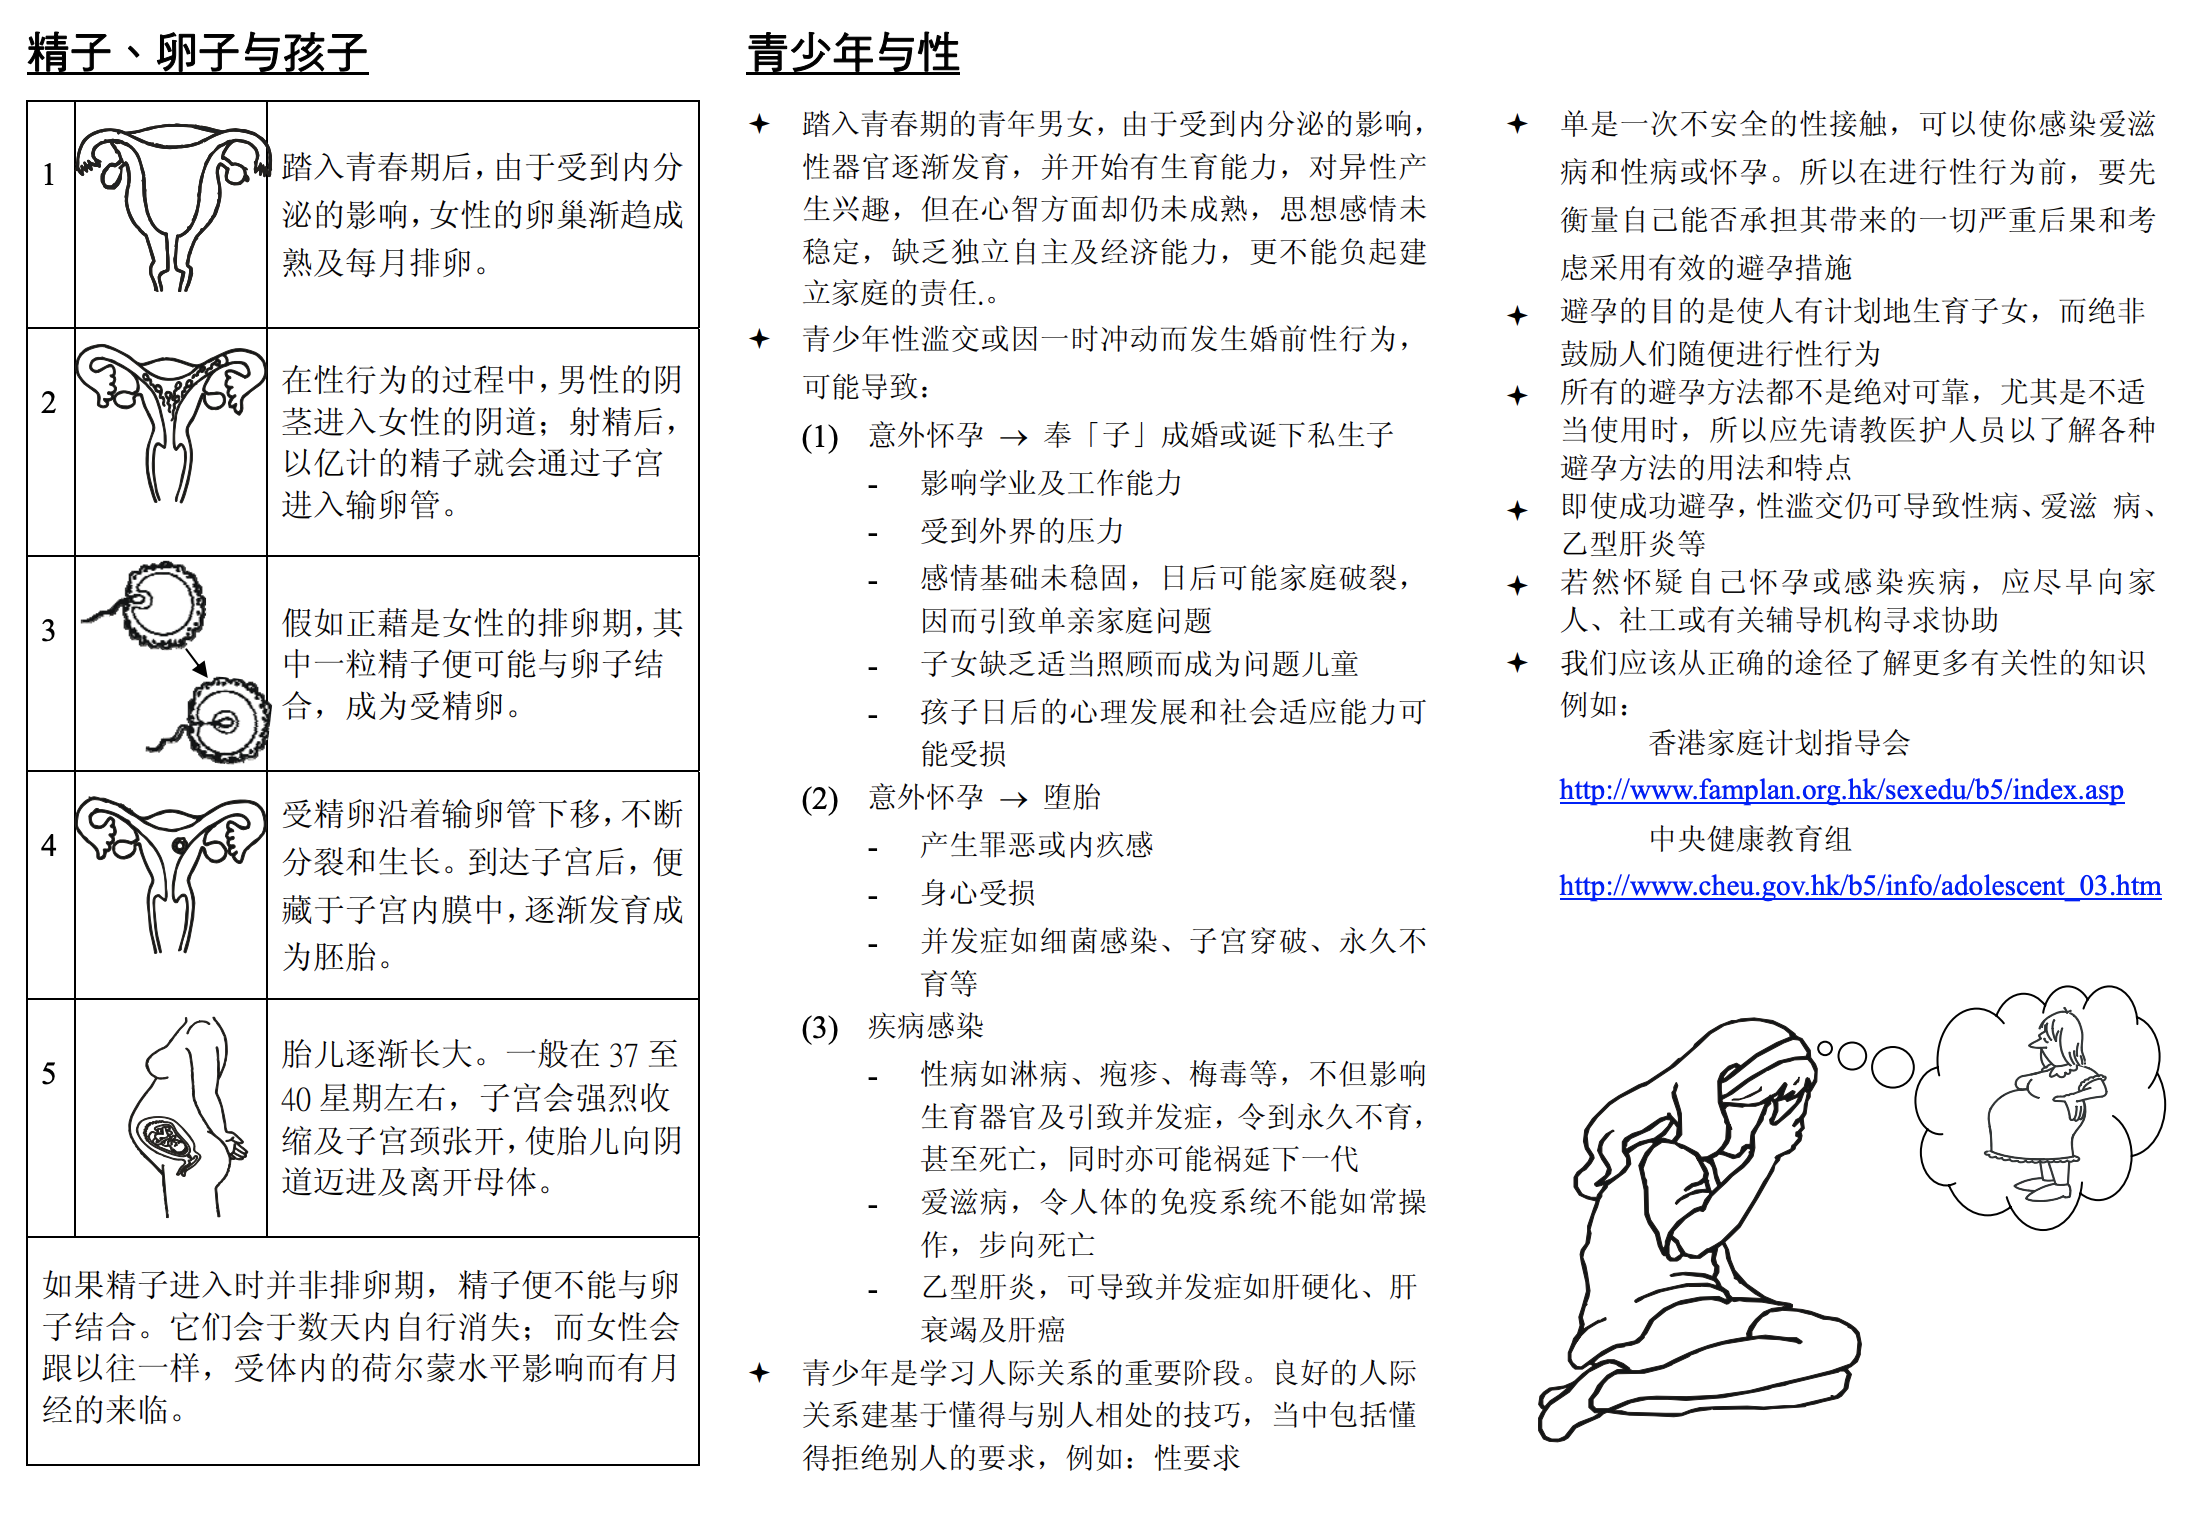 精子、卵子与孩子
1
踏入青春期后，由于受到内分
泌的影响，女性的卵巢渐趋成
熟及每月排卵。
2
在性行为的过程中，男性的阴
茎进入女性的阴道；射精后，
以亿计的精子就会通过子宫
进入输卵管。
3
假如正藉是女性的排卵期，其
中一粒精子便可能与卵子结
合，成为受精卵。
4
受精卵沿着输卵管下移，不断
分裂和生长。到达子宫后，便
藏于子宫内膜中，逐渐发育成
为胚胎。
5
胎儿逐渐长大。一般在 37 至
40 星期左右，子宫会强烈收
缩及子宫颈张开，使胎儿向阴
道迈进及离开母体。
如果精子进入时并非排卵期，精子便不能与卵
子结合。它们会于数天内自行消失；而女性会
跟以往一样，受体内的荷尔蒙水平影响而有月
经的来临。
青少年与性
✦ 踏入青春期的青年男女，由于受到内分泌的影响，
性器官逐渐发育，并开始有生育能力，对异性产
生兴趣，但在心智方面却仍未成熟，思想感情未
稳定，缺乏独立自主及经济能力，更不能负起建
立家庭的责任.。
✦ 青少年性滥交或因一时冲动而发生婚前性行为，
可能导致：
(1) 意外怀孕 → 奉「子」成婚或诞下私生子
- 影响学业及工作能力
- 受到外界的压力
- 感情基础未稳固，日后可能家庭破裂，
因而引致单亲家庭问题
- 子女缺乏适当照顾而成为问题儿童
- 孩子日后的心理发展和社会适应能力可
能受损
(2) 意外怀孕 → 堕胎
- 产生罪恶或内疚感
- 身心受损
- 并发症如细菌感染、子宫穿破、永久不
育等
(3) 疾病感染
- 性病如淋病、疱疹、梅毒等，不但影响
生育器官及引致并发症，令到永久不育，
甚至死亡，同时亦可能祸延下一代
- 爱滋病，令人体的免疫系统不能如常操
作，步向死亡
- 乙型肝炎，可导致并发症如肝硬化、肝
衰竭及肝癌
✦ 青少年是学习人际关系的重要阶段。良好的人际
关系建基于懂得与别人相处的技巧，当中包括懂
得拒绝别人的要求，例如：性要求
✦ 单是一次不安全的性接触，可以使你感染爱滋
病和性病或怀孕。所以在进行性行为前，要先
衡量自己能否承担其带来的一切严重后果和考
虑采用有效的避孕措施
✦ 避孕的目的是使人有计划地生育子女，而绝非
鼓励人们随便进行性行为
✦ 所有的避孕方法都不是绝对可靠，尤其是不适
当使用时，所以应先请教医护人员以了解各种
避孕方法的用法和特点
✦ 即使成功避孕，性滥交仍可导致性病、爱滋 病、
乙型肝炎等
✦ 若然怀疑自己怀孕或感染疾病，应尽早向家
人、社工或有关辅导机构寻求协助
✦ 我们应该从正确的途径了解更多有关性的知识
例如：
香港家庭计划指导会
http://www.famplan.org.hk/sexedu/b5/index.asp
中央健康教育组
http://www.cheu.gov.hk/b5/info/adolescent_03.htm